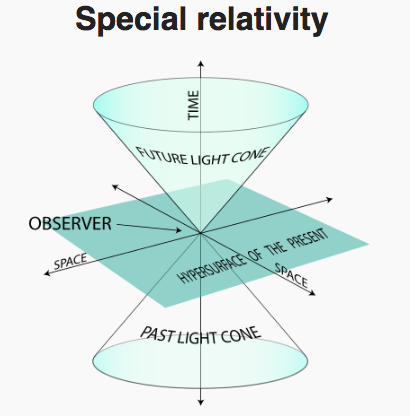 Special relativity
TIME
FUTURE LIGHT CONE
OBSERVER
SPACE
HYPERSURFACE OF THE PRESENT
SPACE
PAST LIGHT CONE